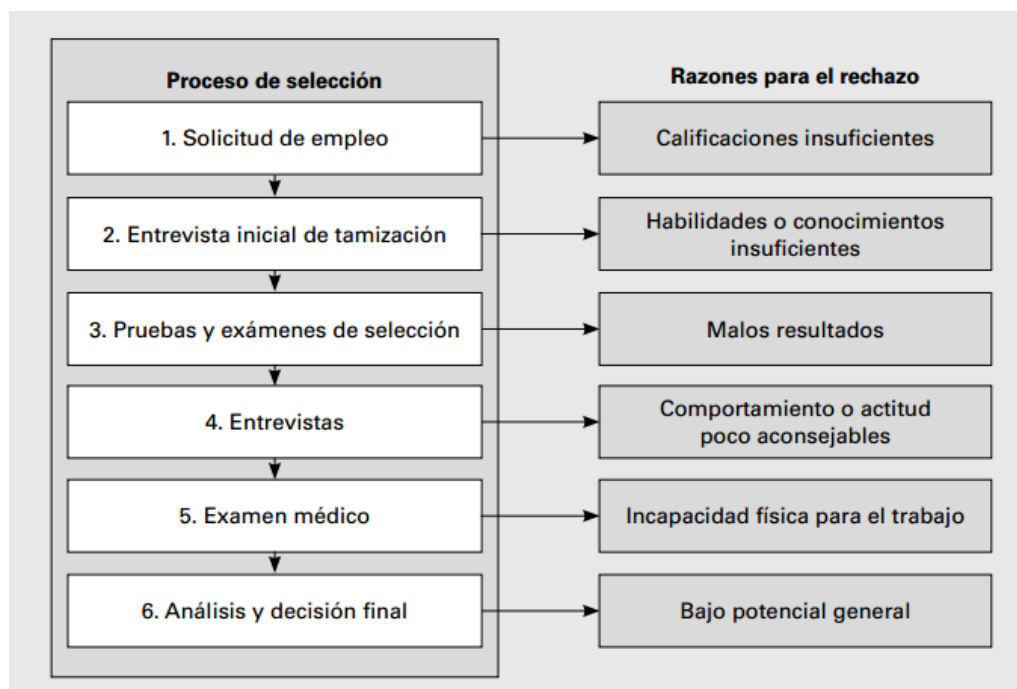 Proceso de selección
Razones para el rechazo
1. Solicitud de empleo
Calificaciones insuficientes
2. Entrevista inicial de tamización
Habilidades o conocimientos
insuficientes
3. Pruebas y exámenes de selección
Malos resultados
4. Entrevistas
Comportamiento o actitud
poco aconsejables
5. Examen médico
Incapacidad física para el trabajo
6. Análisis y decisión final
Bajo potencial general